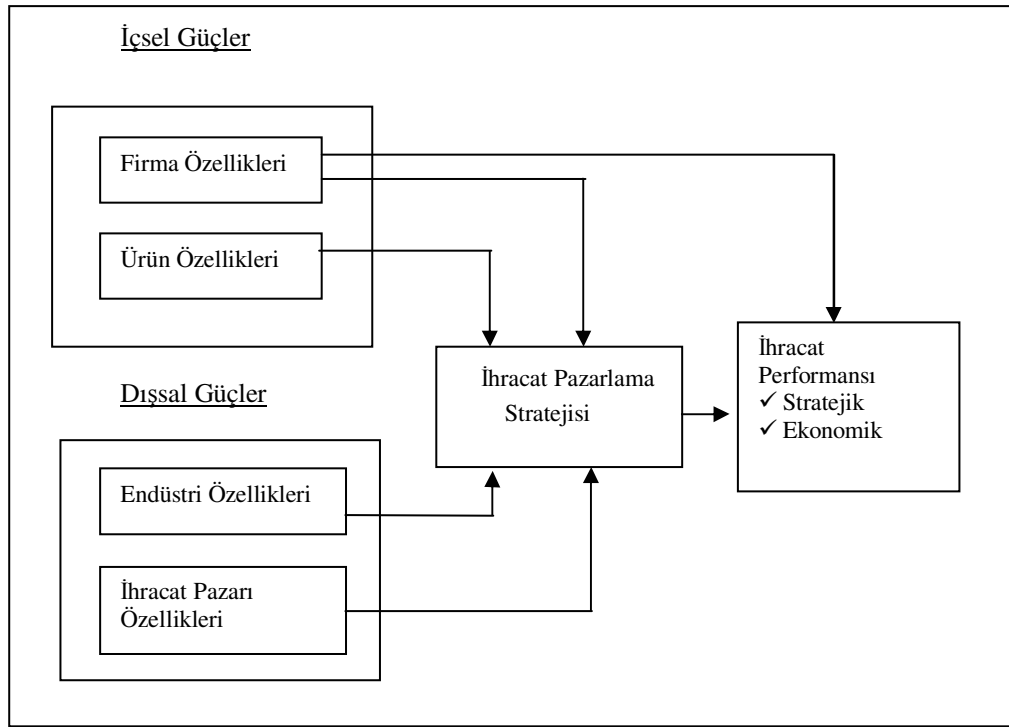 İçsel Güçler
Firma Özellikleri
Ürün Özellikleri
Dışsal Güçler
Endüstri Özellikleri
İhracat Pazarı
Özellikleri
İhracat Pazarlama
Stratejisi
İhracat
Performansı
✓ Stratejik
✓ Ekonomik